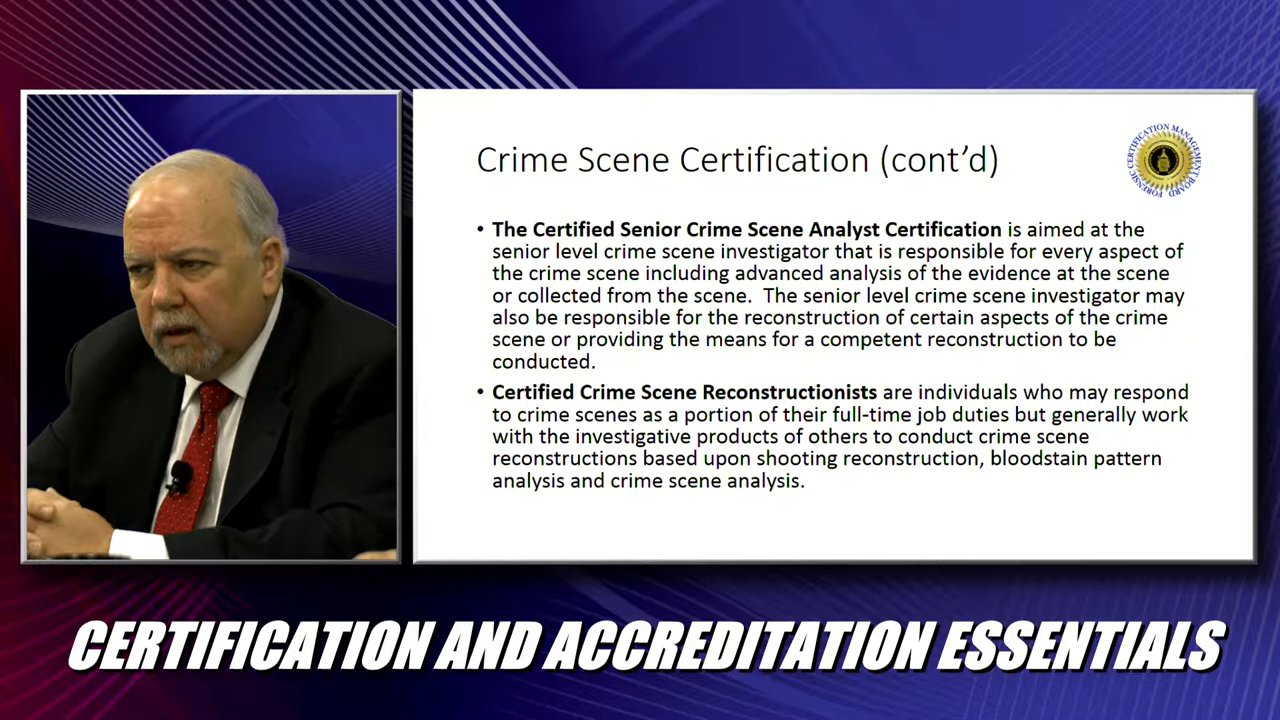 Crime Scene Certification (cont’d)
FORENSIC CERTIFICATION MANAGEMENT BOARD
• The Certified Senior Crime Scene Analyst Certification is aimed at the
senior level crime scene investigator that is responsible for every aspect of
the crime scene including advanced analysis of the evidence at the scene
or collected from the scene.  The senior level crime scene investigator may
also be responsible for the reconstruction of certain aspects of the crime
scene or providing the means for a competent reconstruction to be
conducted.
• Certified Crime Scene Reconstructionists are individuals who may respond
to crime scenes as a portion of their full-time job duties but generally work
with the investigative products of others to conduct crime scene
reconstructions based upon shooting reconstruction, bloodstain pattern
analysis and crime scene analysis.
CERTIFICATION AND ACCREDITATION ESSENTIALS